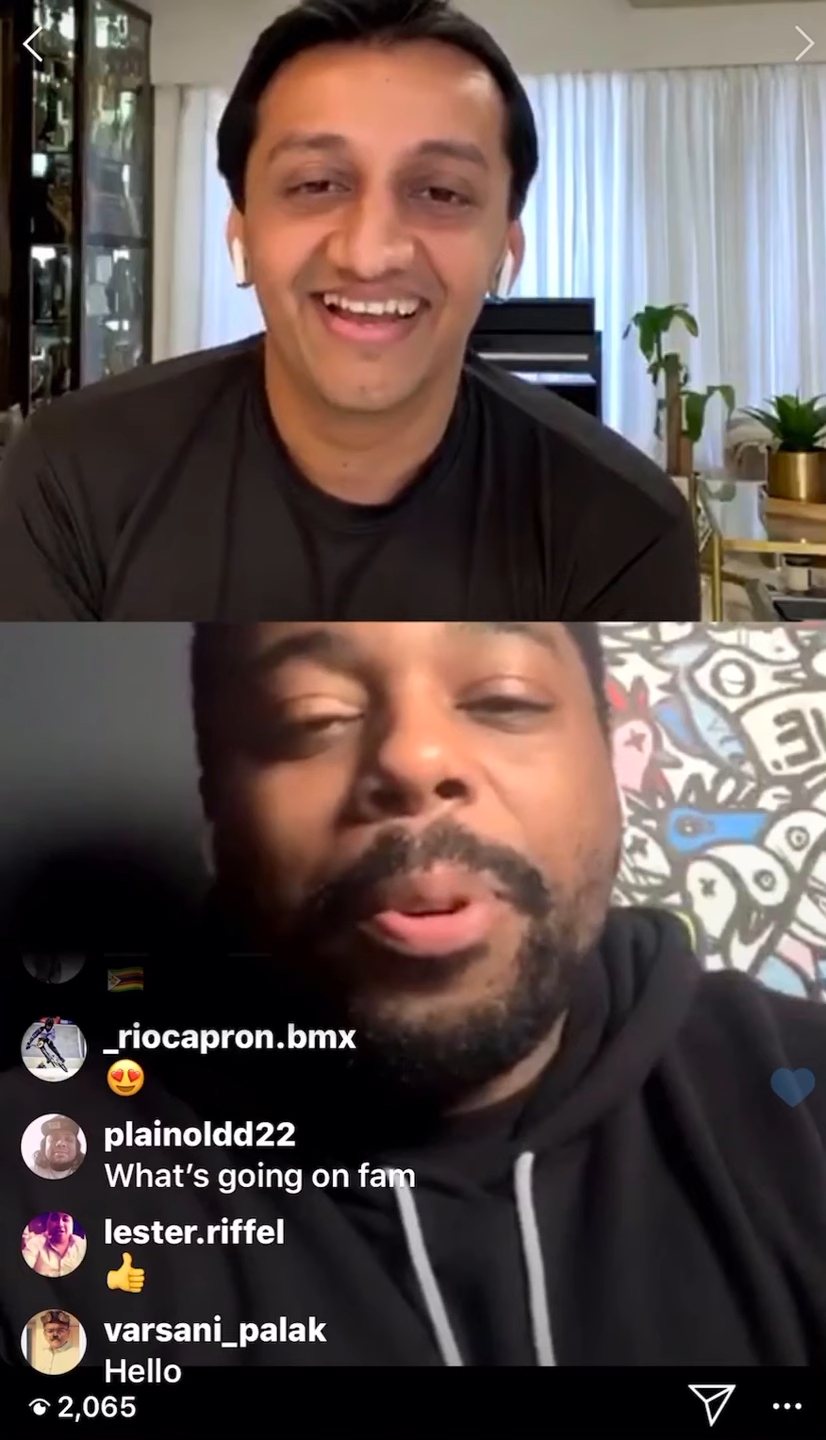 _riocapron.bmx
plainoldd22
What's going on fam
lester.riffel
varsani_palak
Hello
2,065